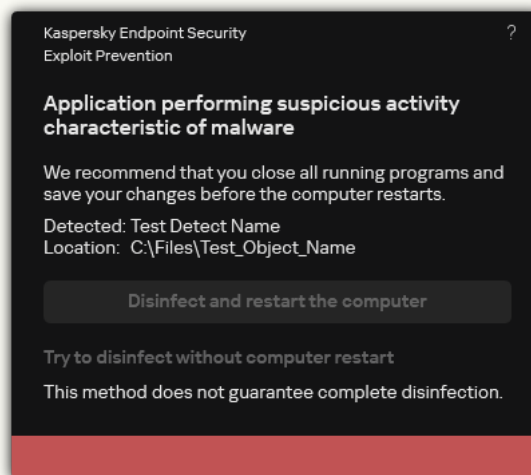 Kaspersky Endpoint Security
?
Exploit Prevention
Application performing suspicious activity
characteristic of malware
We recommend that you close all running programs and
save your changes before the computer restarts.
Detected: Test Detect Name
Location: C:\Files\Test_Object_Name
Disinfect and restart the computer
Try to disinfect without computer restart
This method does not guarantee complete disinfection.